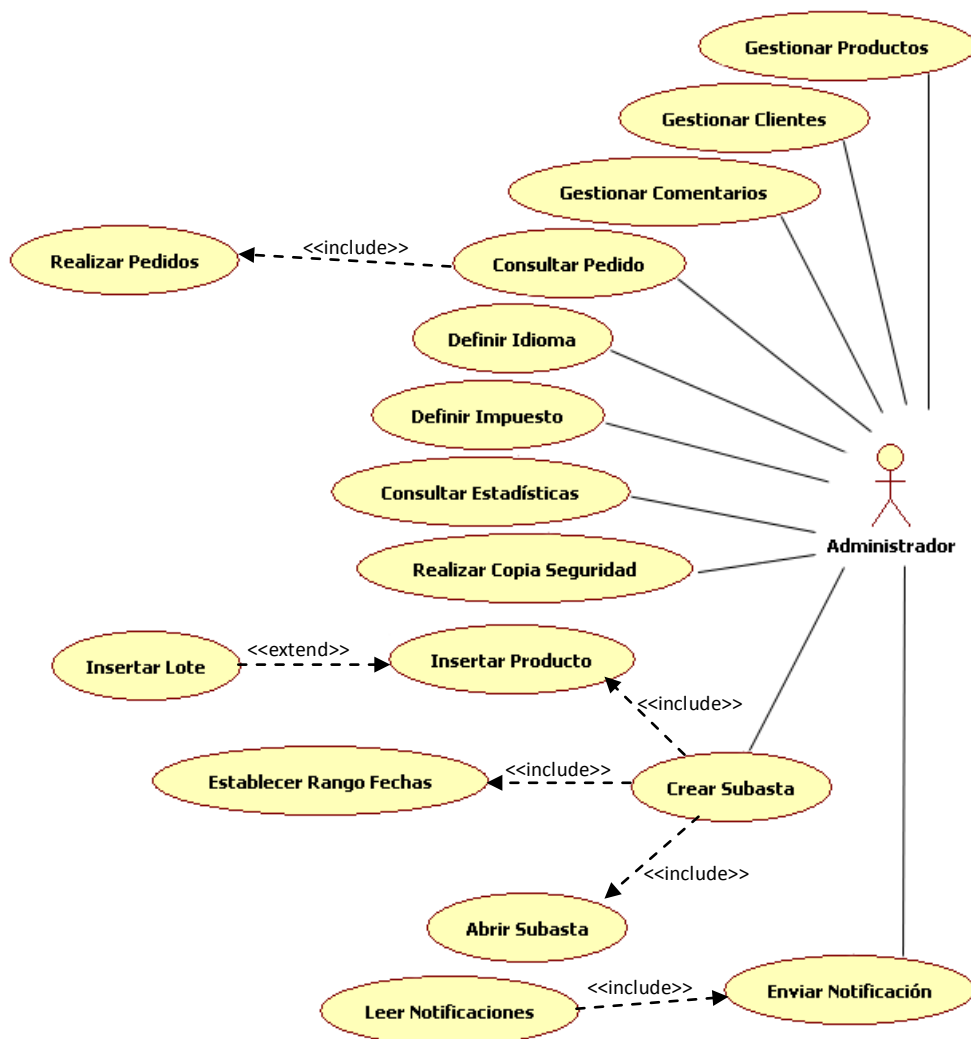 Gestionar Productos
Gestionar Clientes
Gestionar Comentarios
<<include>>
Realizar Pedidos
Consultar Pedido
Definir Idioma
Definir Impuesto
Consultar Estadísticas
Administrador
Realizar Copia Seguridad
<<extend>>
Insertar Lote
Insertar Producto
<<include>>
Establecer Rango Fechas
<<include>>
Crear Subasta
<<include>>
Abrir Subasta
<<include>>
Enviar Notificación
Leer Notificaciones